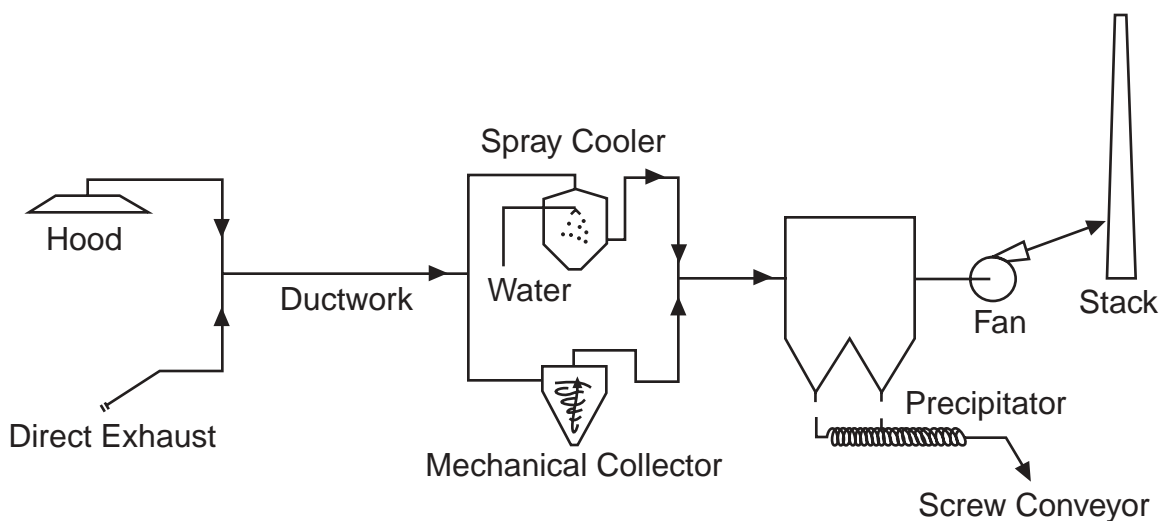 Spray Cooler
Hood
Ductwork
Water
Fan
Stack
Direct Exhaust
Mechanical Collector
Precipitator
Screw Conveyor